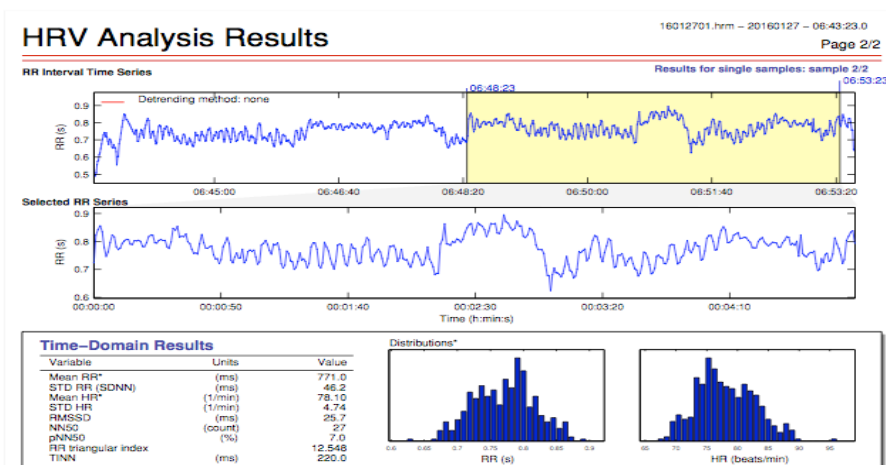 16012701.hrm - 20160127 - 06:43:23.0
HRV Analysis Results
Page 2/2
RR Interval Time Series
Results for single samples: sample 2/2
06:48:23
06:53:23
Detrending method: none
0.9
0.8
0.7
0.6
0.5
RR (s)
06:45:00 06:46:40 06:48:20 06:50:00 06:51:40 06:53:20
Selected RR Series
0.9
0.8
0.7
0.6
RR (s)
00:00:00 00:00:50 00:01:40 00:02:30 00:03:20 00:04:10
Time (h:min:s)
Time-Domain Results
Variable Units Value
Mean RR* (ms) 771.0
STD RR (SDNN) (ms) 46.2
Mean HR* (1/min) 78.10
STD HR (1/min) 4.74
RMSSD (ms) 25.7
NN50 (count) 27
pNN50 (%) 7.0
RR triangular index 12.548
TINN (ms) 220.0
Distributions*
0.6 0.65 0.7 0.75 0.8 0.85 0.9
RR (s)
65 70 75 80 85 90 95
HR (beats/min)